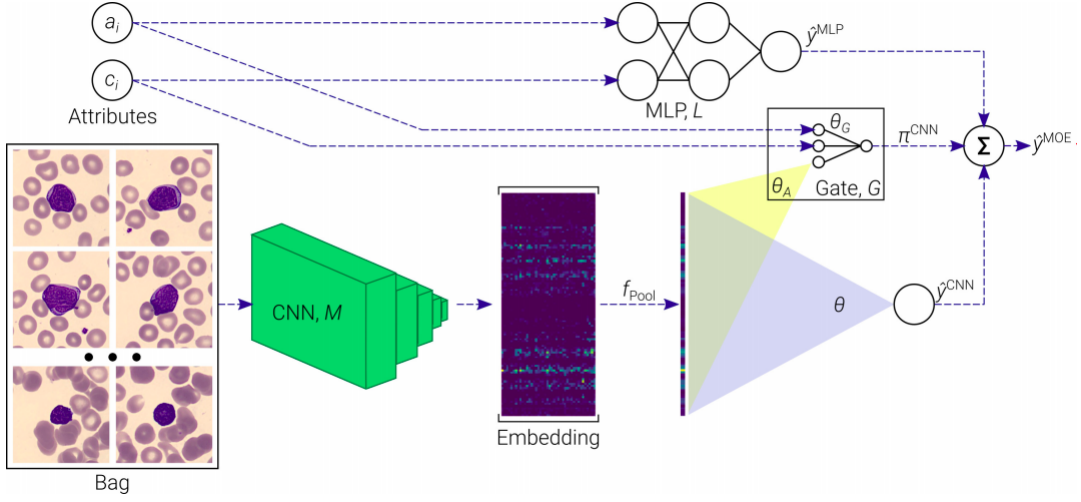 a_i
c_i
Attributes
MLP, L
ŷ^MLP
θ_G
θ_A
Gate, G
π^CNN
Σ
ŷ^MOE
CNN, M
f_Pool
θ
ŷ^CNN
Embedding
Bag